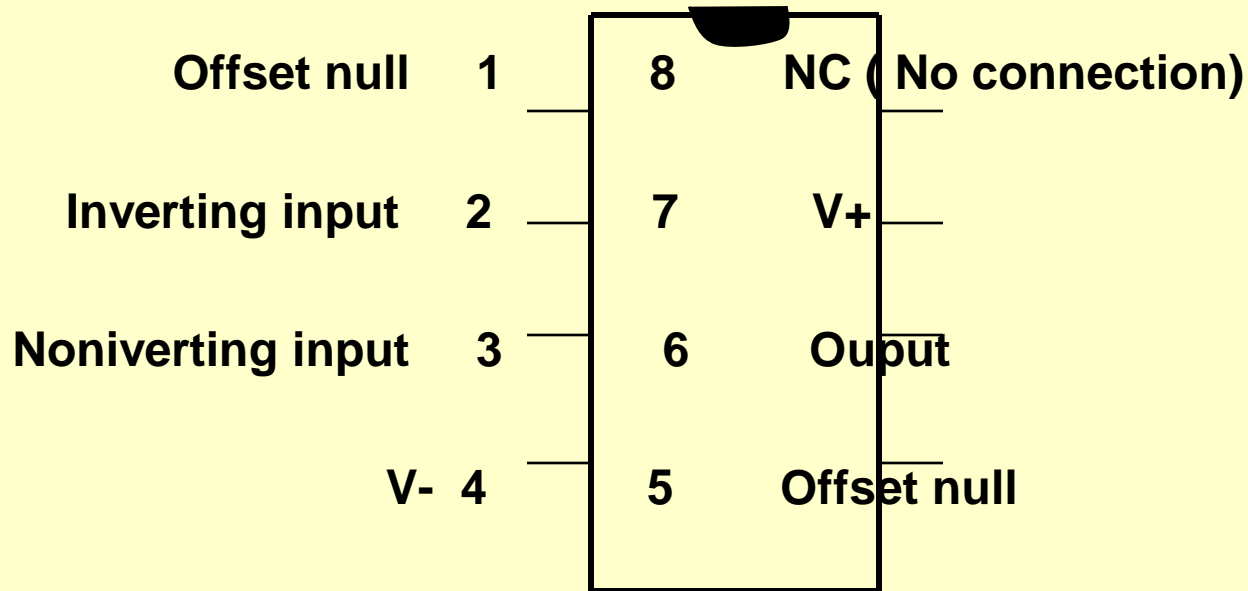 Offset null 1 8 NC ( No connection)
Inverting input 2 7 V+
Noniverting input 3 6 Ouput
V- 4 5 Offset null